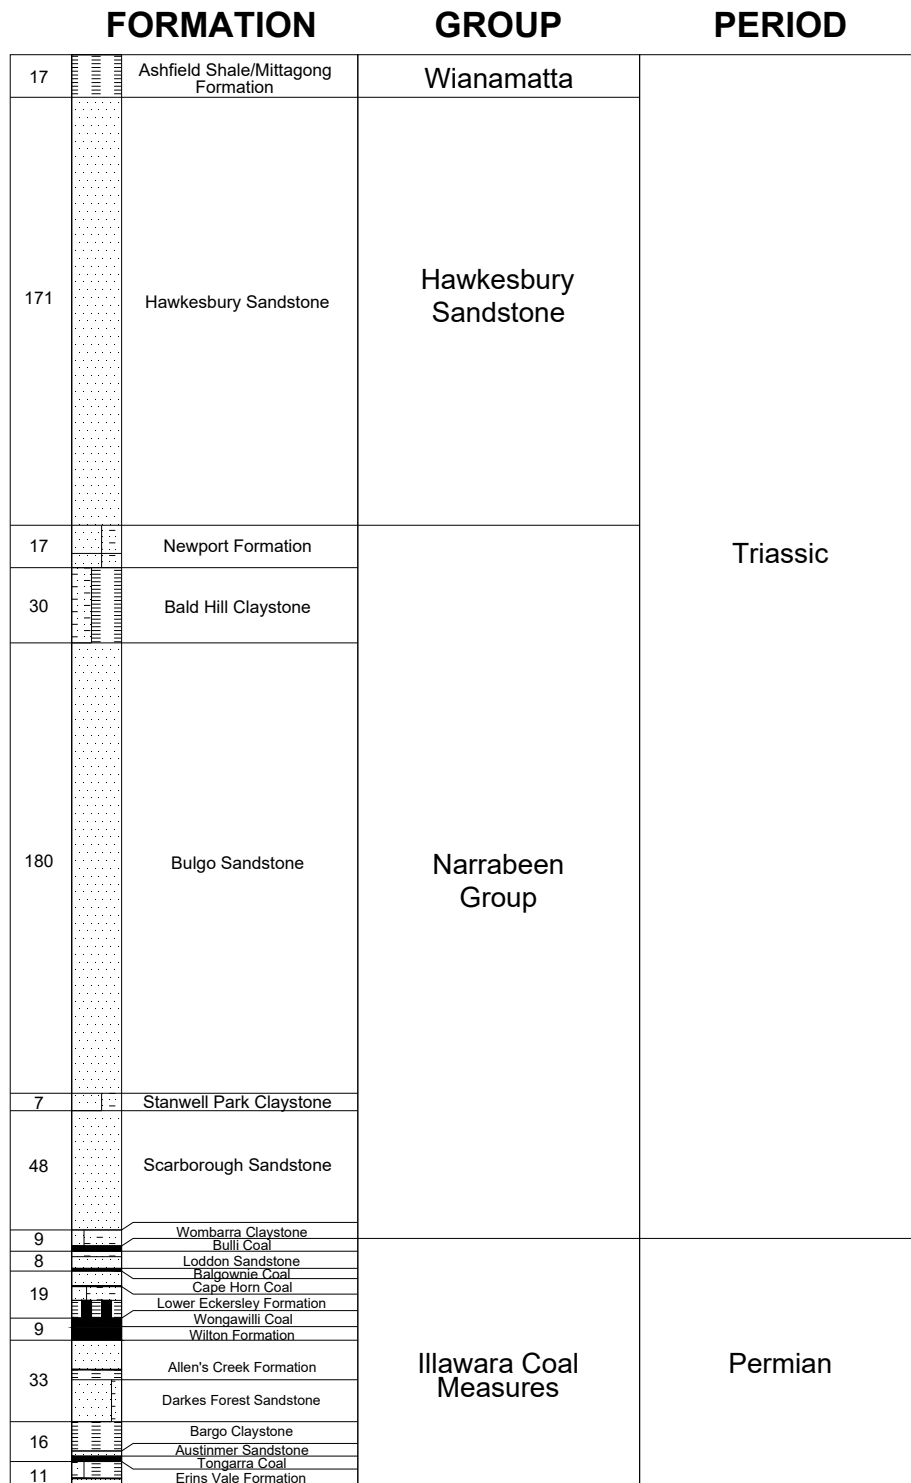 FORMATION GROUP PERIOD
17 Ashfield Shale/Mittagong
Formation
Wianamatta
171 Hawkesbury Sandstone
Hawkesbury
Sandstone
17 Newport Formation
Triassic
30 Bald Hill Claystone
180 Bulgo Sandstone
Narrabeen
Group
7 Stanwell Park Claystone
48 Scarborough Sandstone
9 Wombarra Claystone
Bulli Coal
8 Loddon Sandstone
Balgownie Coal
Cape Horn Coal
19 Lower Eckersley Formation
Wongawilli Coal
9 Wilton Formation
33 Allen's Creek Formation
Illawara Coal
Measures
Permian
Darkes Forest Sandstone
Bargo Claystone
16 Austinmer Sandstone
Tongarra Coal
11 Erins Vale Formation